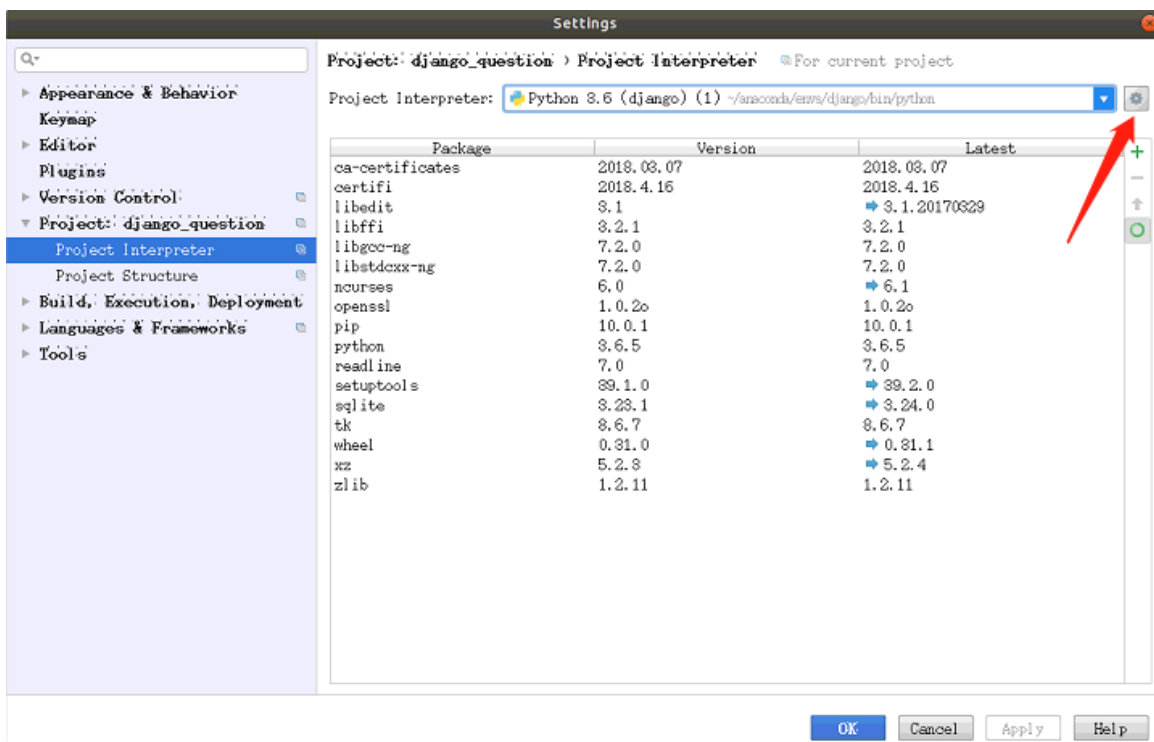 Settings
Project: django_question › Project Interpreter For current project
Project Interpreter: Python 3.6 (django) (1) ~/anaconda/envs/django/bin/python
Appearance & Behavior
Keymap
Editor
Plugins
Version Control
Project: django_question
Project Interpreter
Project Structure
Build, Execution, Deployment
Languages & Frameworks
Tools
Package Version Latest
ca-certificates 2018.03.07 2018.03.07
certifi 2018.4.16 2018.4.16
libedit 3.1 3.1.20170329
libffi 3.2.1 3.2.1
libgcc-ng 7.2.0 7.2.0
libstdcxx-ng 7.2.0 7.2.0
ncurses 6.0 6.1
openssl 1.0.2o 1.0.2o
pip 10.0.1 10.0.1
python 3.6.5 3.6.5
readline 7.0 7.0
setuptools 39.1.0 39.2.0
sqlite 3.23.1 3.24.0
tk 8.6.7 8.6.7
wheel 0.31.0 0.31.1
xz 5.2.3 5.2.4
zlib 1.2.11 1.2.11
OK Cancel Apply Help